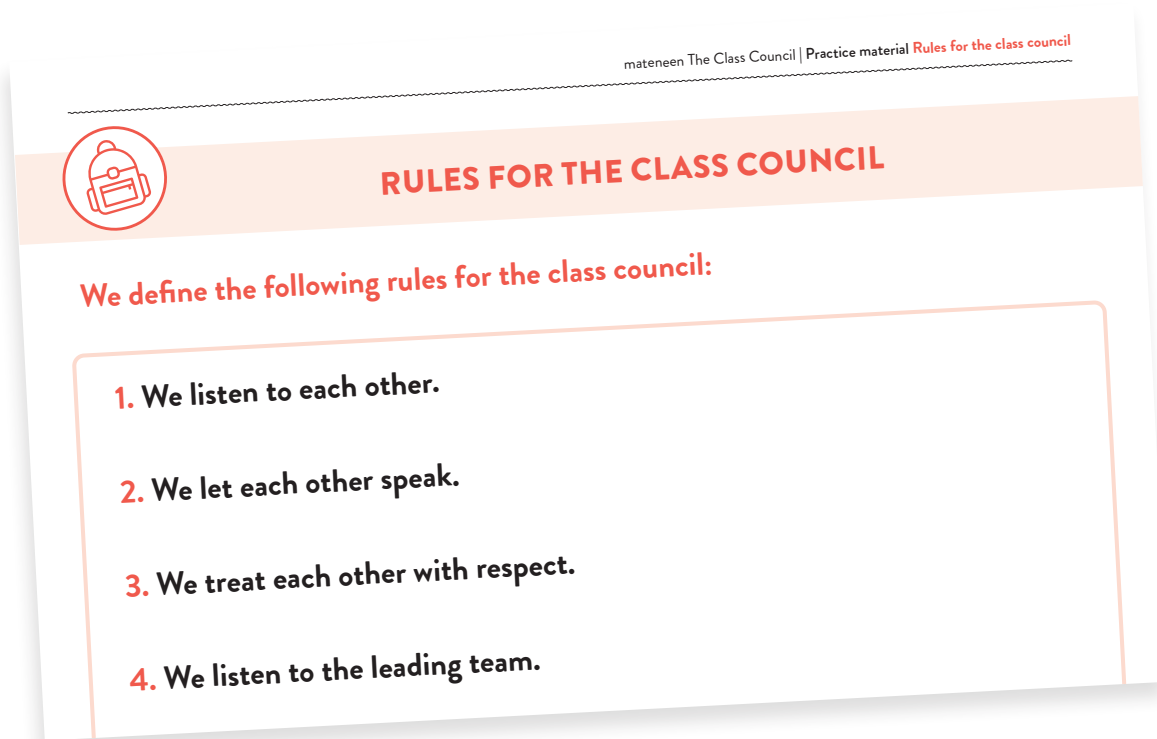 mateneen The Class Council | Practice material Rules for the class council
RULES FOR THE CLASS COUNCIL
We define the following rules for the class council:
1. We listen to each other.
2. We let each other speak.
3. We treat each other with respect.
4. We listen to the leading team.